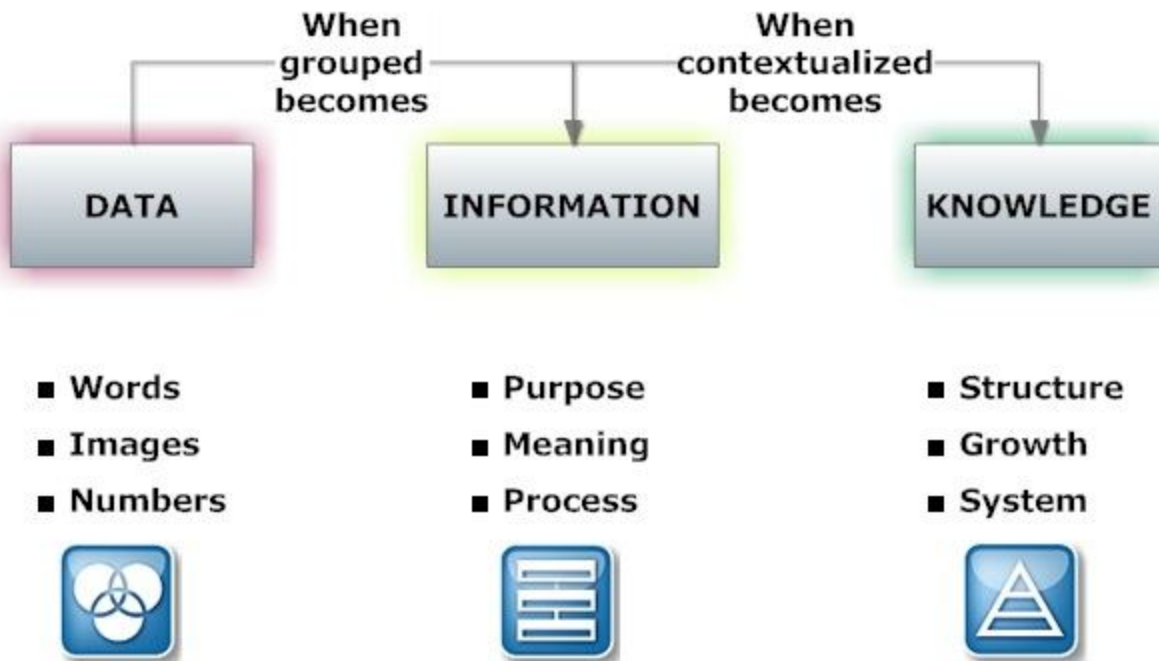 When
grouped
becomes
When
contextualized
becomes
DATA
INFORMATION
KNOWLEDGE
■ Words
■ Images
■ Numbers
■ Purpose
■ Meaning
■ Process
■ Structure
■ Growth
■ System